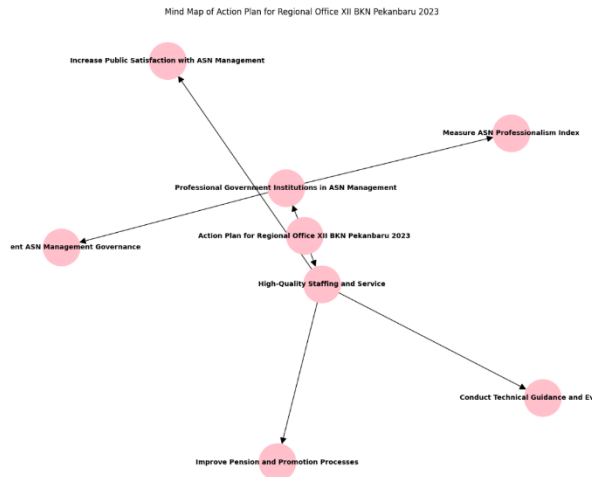 Mind Map of Action Plan for Regional Office XII BKN Pekanbaru 2023
Increase Public Satisfaction with ASN Management
Measure ASN Professionalism Index
Professional Government Institutions in ASN Management
Action Plan for Regional Office XII BKN Pekanbaru 2023
ent ASN Management Governance
High-Quality Staffing and Service
Conduct Technical Guidance and Ev
Improve Pension and Promotion Processes